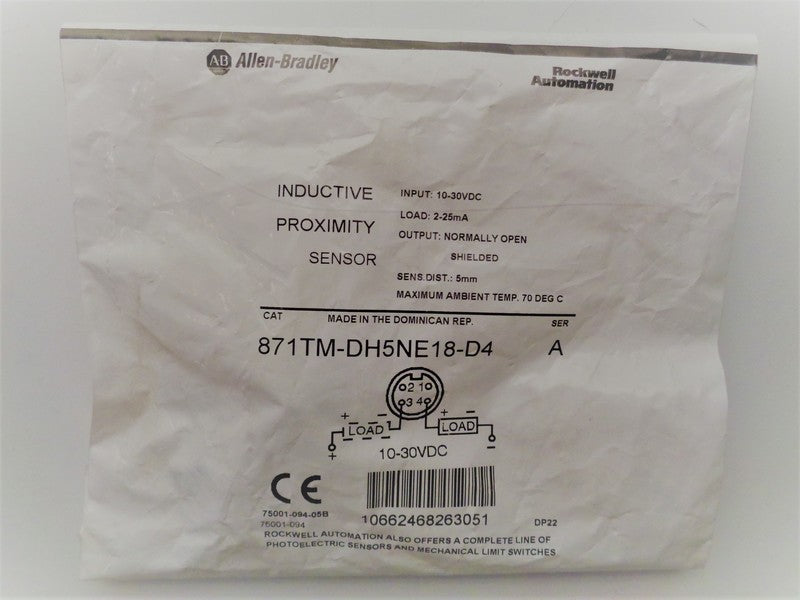 AB Allen-Bradley
Rockwell
Automation
INDUCTIVE
PROXIMITY
SENSOR
INPUT: 10-30VDC
LOAD: 2-25mA
OUTPUT: NORMALLY OPEN
SHIELDED
SENS.DIST.: 5mm
MAXIMUM AMBIENT TEMP. 70 DEG C
CAT MADE IN THE DOMINICAN REP. SER
871TM-DH5NE18-D4 A
2 1
3 4
+ − + −
LOAD LOAD
+ −
10-30VDC
CE
75001-094-05B
75001-094
10662468263051
DP22
ROCKWELL AUTOMATION ALSO OFFERS A COMPLETE LINE OF
PHOTOELECTRIC SENSORS AND MECHANICAL LIMIT SWITCHES